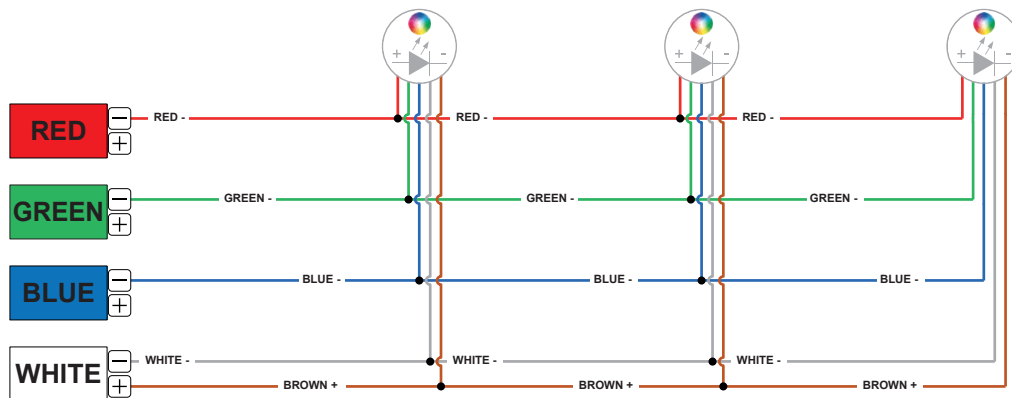 + -
+ -
+ -
RED
−
+
RED -
RED -
RED -
GREEN
−
+
GREEN -
GREEN -
GREEN -
BLUE
−
+
BLUE -
BLUE -
BLUE -
WHITE
−
+
WHITE -
WHITE -
WHITE -
BROWN +
BROWN +
BROWN +